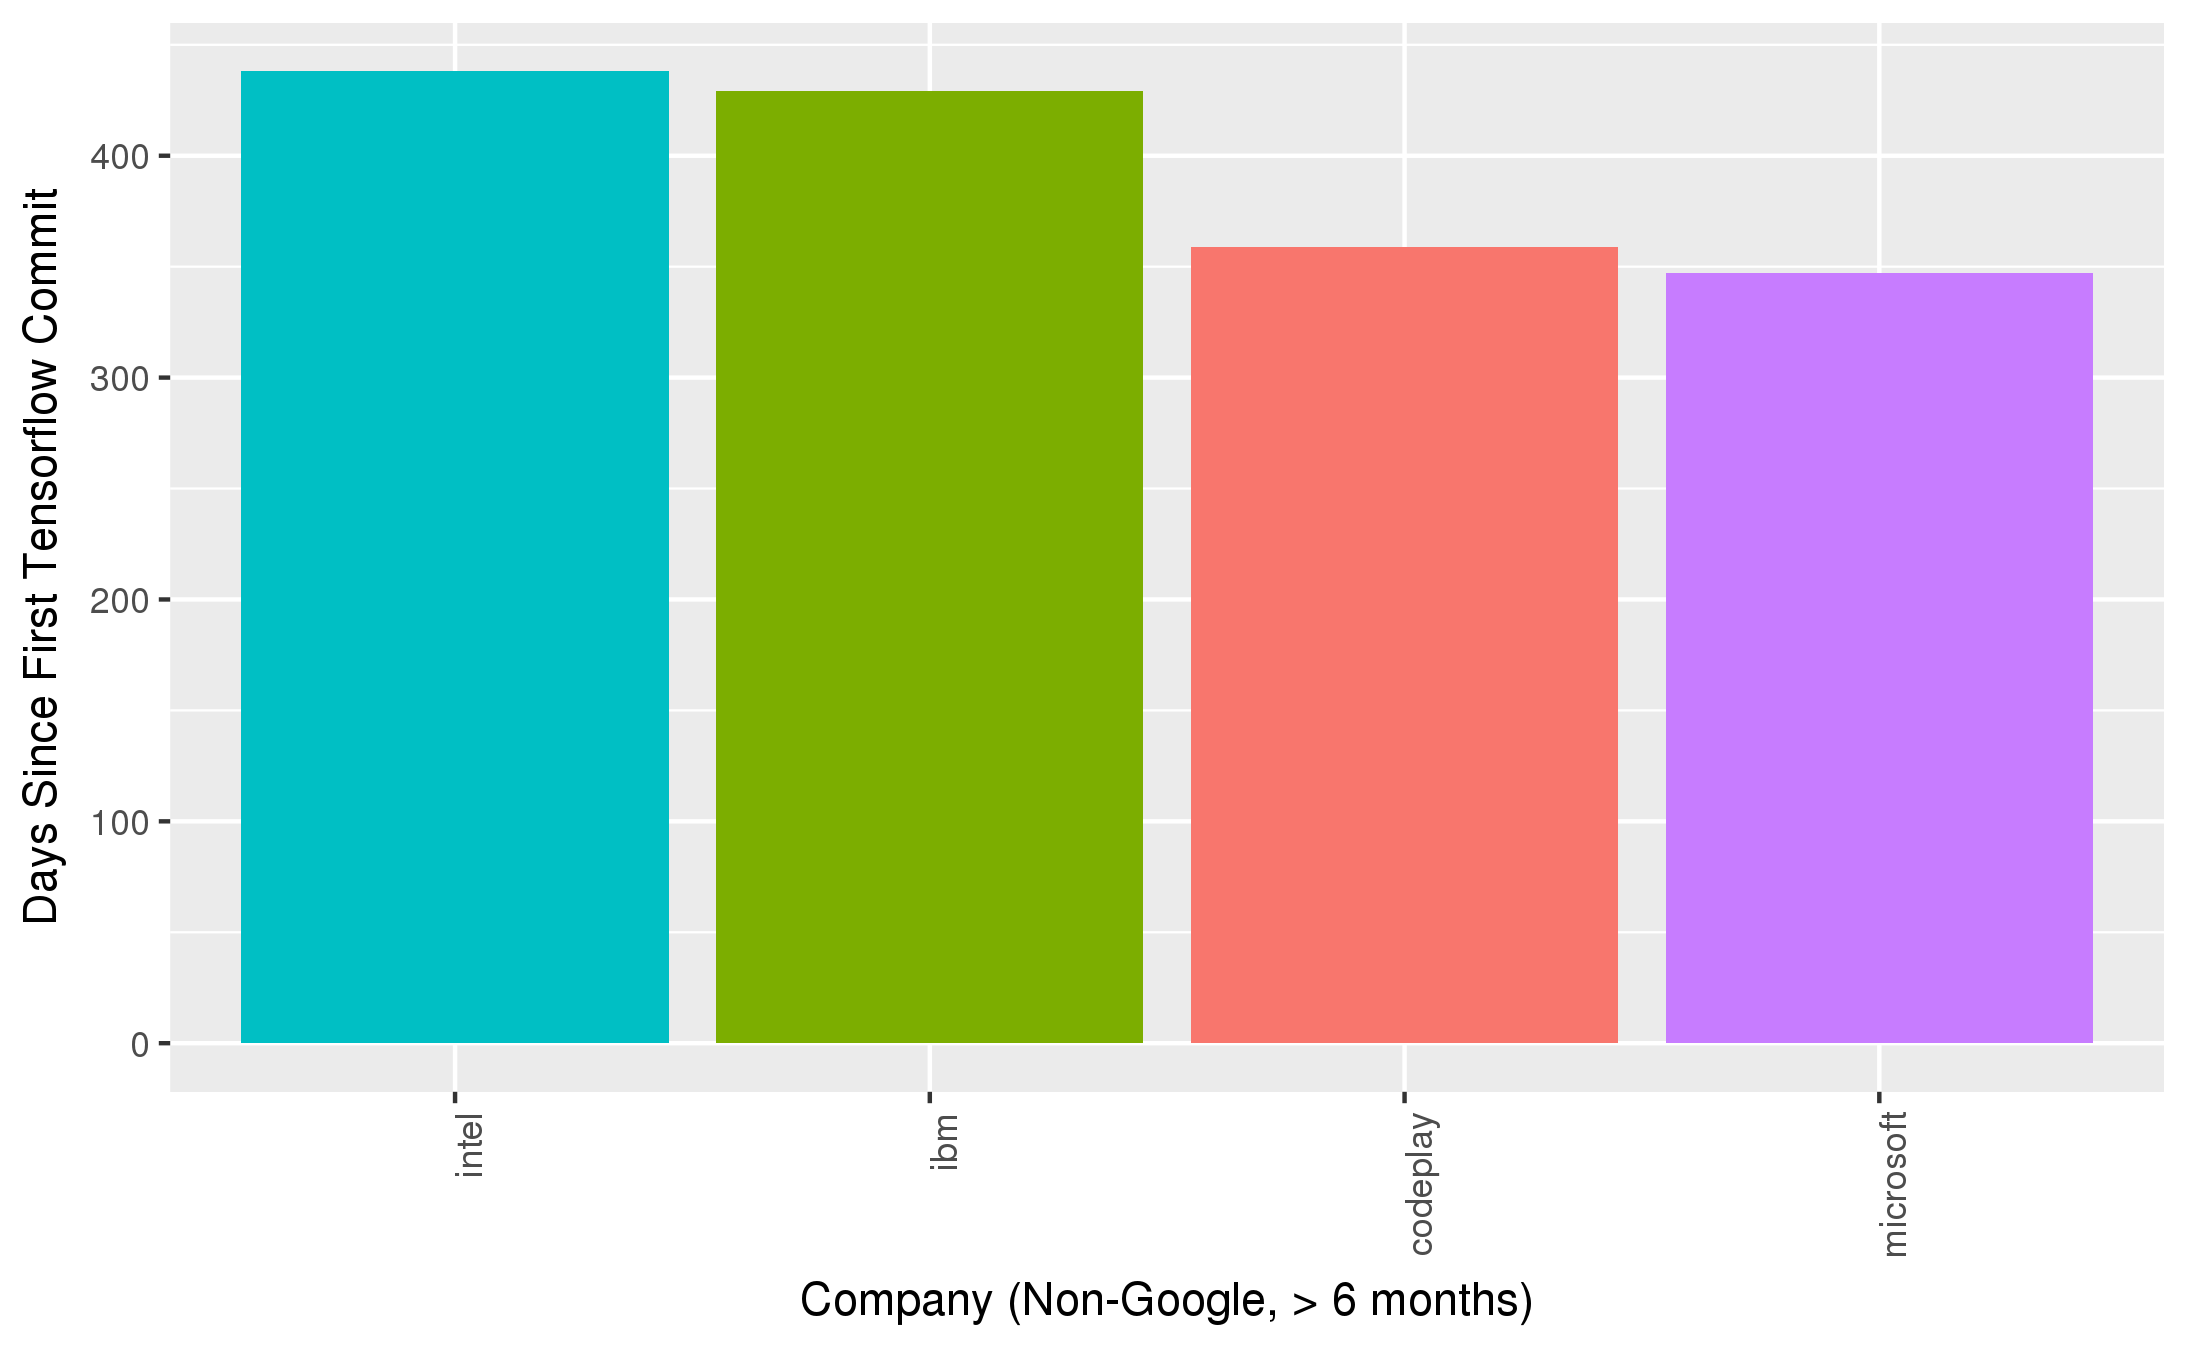 Days Since First Tensorflow Commit
400
300
200
100
0
intel
ibm
codeplay
microsoft
Company (Non-Google, > 6 months)